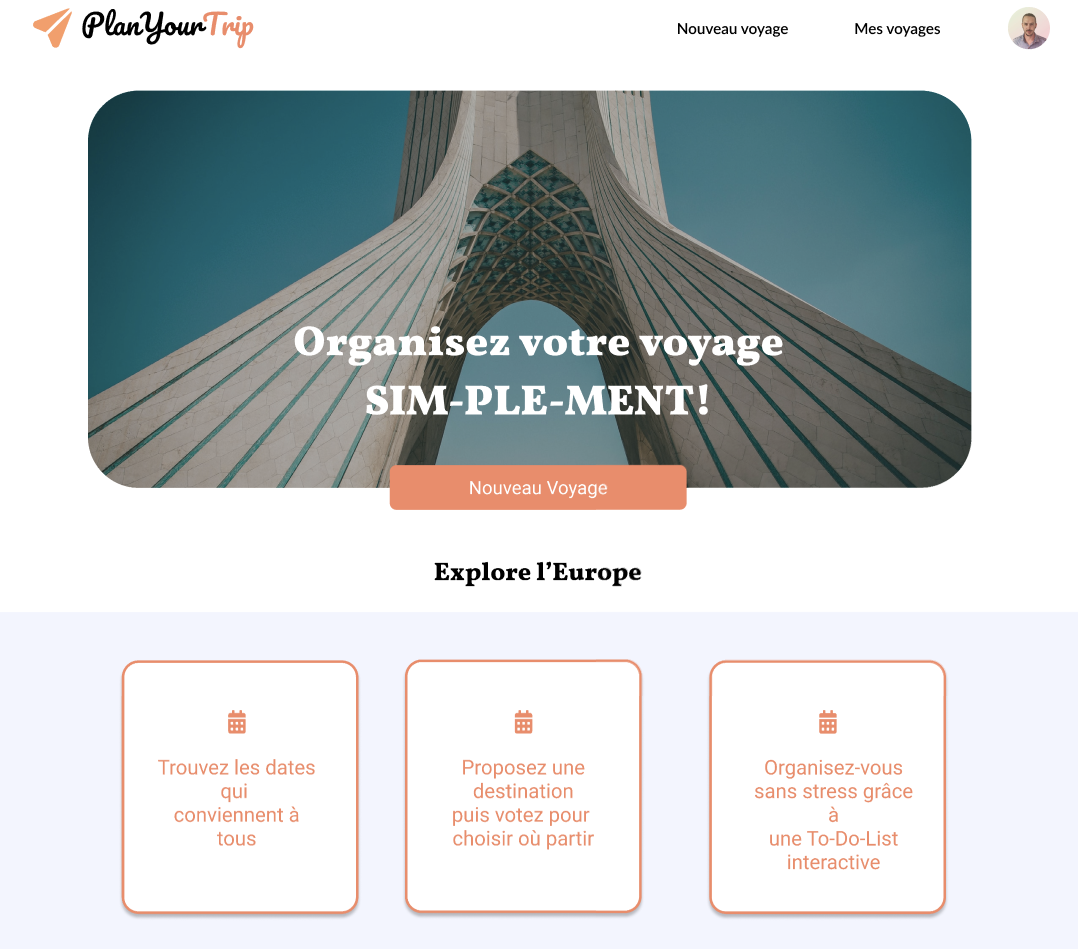 PlanYourTrip
Nouveau voyage
Mes voyages
Organisez votre voyage
SIM-PLE-MENT!
Nouveau Voyage
Explore l’Europe
Trouvez les dates
qui
conviennent à
tous
Proposez une
destination
puis votez pour
choisir où partir
Organisez-vous
sans stress grâce
à
une To-Do-List
interactive